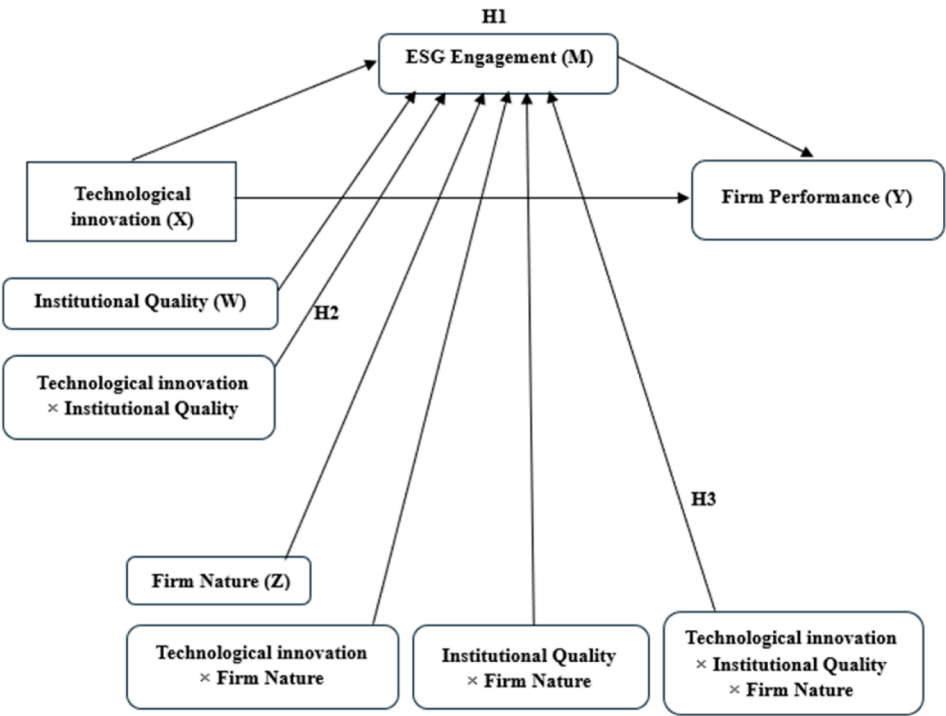 H1
ESG Engagement (M)
Technological
innovation (X)
Firm Performance (Y)
Institutional Quality (W)
H2
Technological innovation
× Institutional Quality
H3
Firm Nature (Z)
Technological innovation
× Firm Nature
Institutional Quality
× Firm Nature
Technological innovation
× Institutional Quality
× Firm Nature